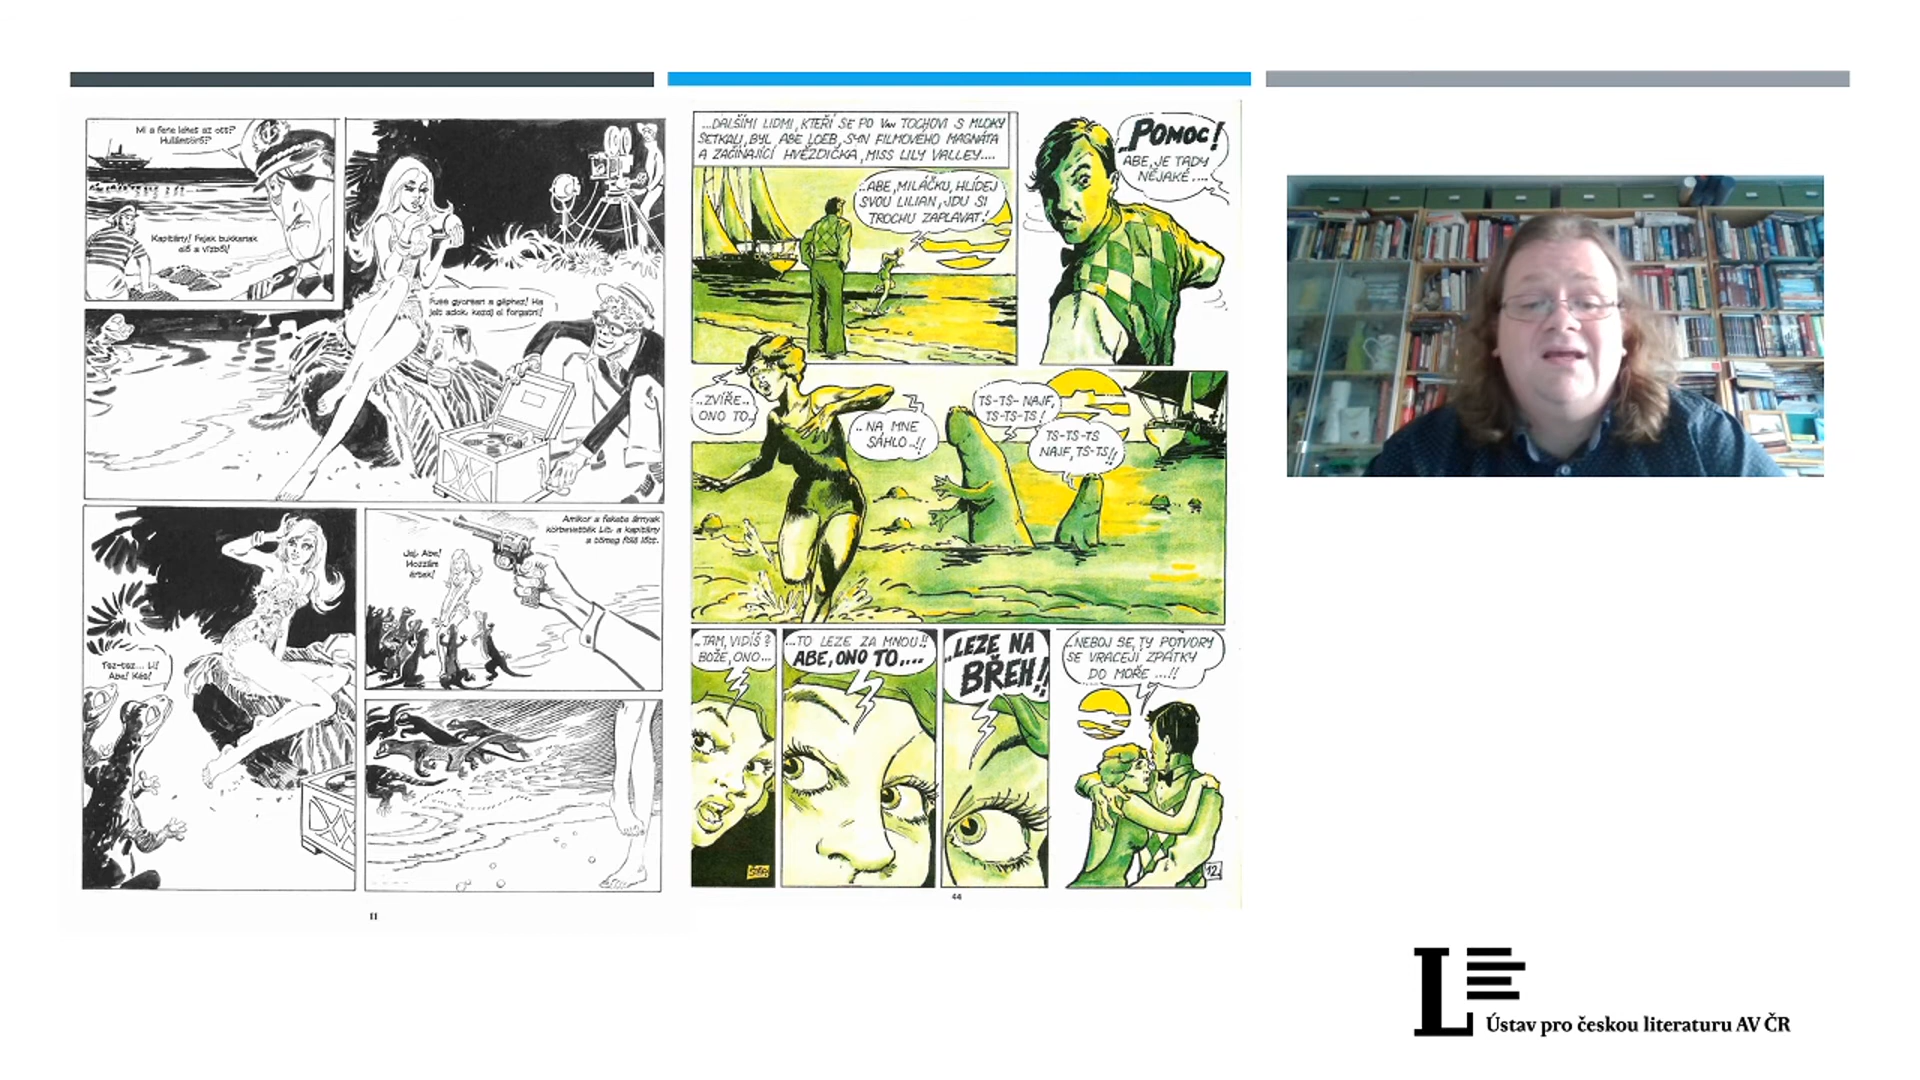 Mi a fene lehet az ott?
Hullámtörő?
Kapitány! Fejek bukkannak
elő a vízből!
Fuss gyorsan a géphez! Ha
jelt adok, kezdj el forgatni!
Tsz-tsz... Li!
Abe! Kés!
Jaj, Abe!
Hozzám
értek!
Amikor a fekete árnyak
körbevették Lit, a kapitány
a tömeg fölé lőtt.
11
...DALŠÍMI LIDMI, KTEŘÍ SE PO VAN TOCHOVI S MLOKY
SETKALI, BYL ABE LOEB, SYN FILMOVÉHO MAGNÁTA
A ZAČÍNAJÍCÍ HVĚZDIČKA, MISS LILY VALLEY....
..ABE, MILÁČKU, HLÍDEJ
SVOU LILIAN, JDU SI
TROCHU ZAPLAVAT!
POMOC!
ABE, JE TADY
NĚJAKÉ....
..ZVÍŘE..
ONO TO..
..NA MNE
SÁHLO..!!
TS-TS- NAJF,
TS-TS-TS!
TS-TS-TS
NAJF, TS-TS!!
..TAM, VIDÍŠ?
BOŽE, ONO...
...TO LEZE ZA MNOU!!
ABE, ONO TO,...
..LEZE NA
BŘEH!!
..NEBOJ SE, TY POTVORY
SE VRACEJÍ ZPÁTKY
DO MOŘE ...!!
12.
44
L
Ústav pro českou literaturu AV ČR